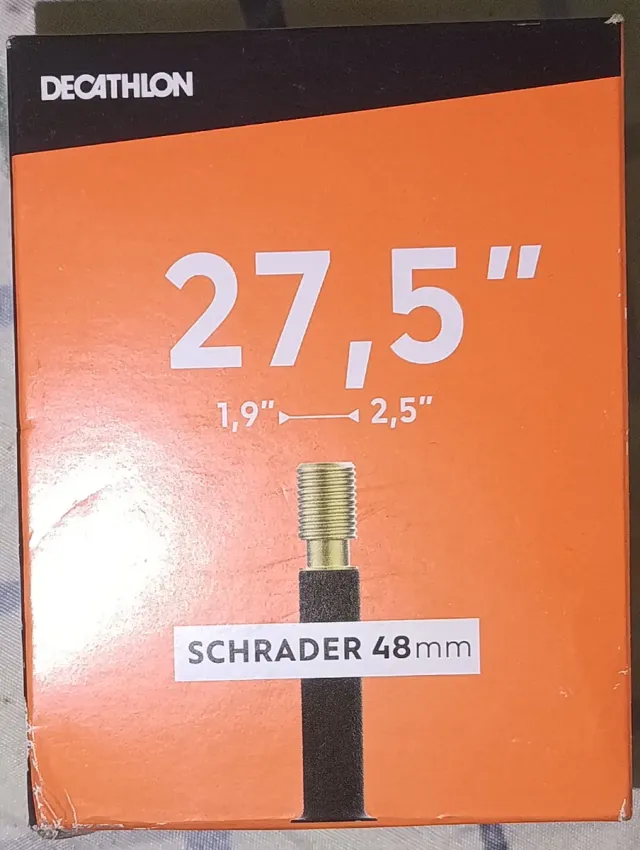 DECATHLON
27,5"
1,9" 2,5"
SCHRADER 48mm